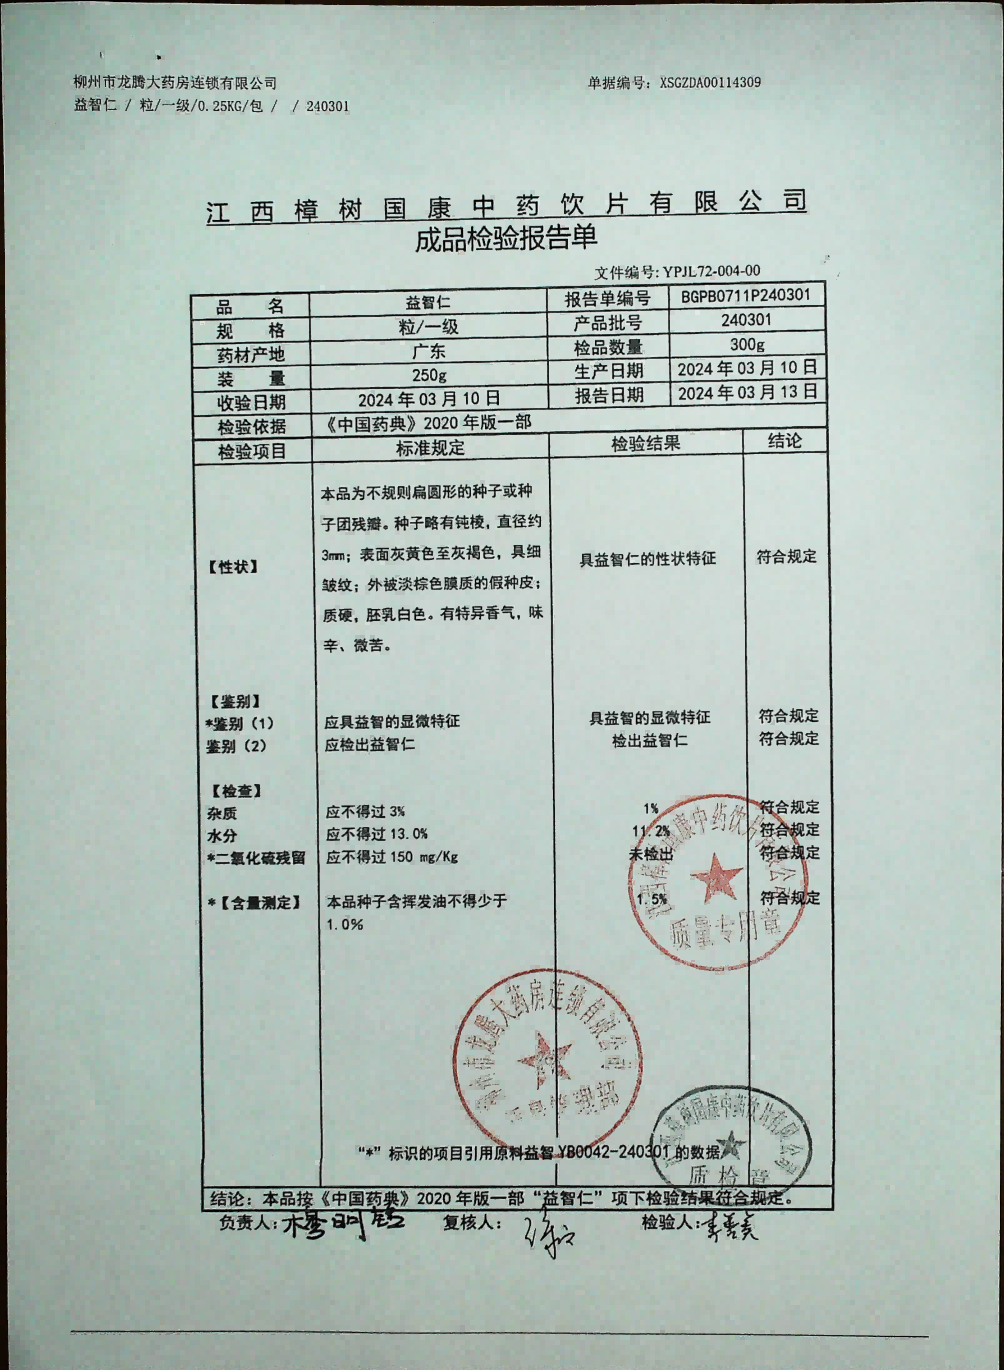 柳州市龙腾大药房连锁有限公司 单据编号：XSGZDA00114309
益智仁 / 粒/一级/0.25KG/包 / / 240301
江西樟树国康中药饮片有限公司
成品检验报告单
文件编号:YPJL72-004-00
品名 益智仁 报告单编号 BGPB0711P240301
规格 粒/一级 产品批号 240301
药材产地 广东 检品数量 300g
装量 250g 生产日期 2024年03月10日
收验日期 2024年03月10日 报告日期 2024年03月13日
检验依据 《中国药典》2020年版一部
检验项目 标准规定 检验结果 结论
本品为不规则扁圆形的种子或种
子团残瓣。种子略有钝棱，直径约
3mm；表面灰黄色至灰褐色，具细
【性状】 具益智仁的性状特征 符合规定
皱纹；外被淡棕色膜质的假种皮；
质硬，胚乳白色。有特异香气，味
辛、微苦。
【鉴别】
*鉴别（1） 应具益智的显微特征 具益智的显微特征 符合规定
鉴别（2） 应检出益智仁 检出益智仁 符合规定
【检查】
杂质 应不得过3% 1% 符合规定
水分 应不得过13.0% 11.2% 符合规定
*二氧化硫残留 应不得过150 mg/Kg 未检出 符合规定
*【含量测定】 本品种子含挥发油不得少于 1.5% 符合规定
1.0%
质量专用章
柳州市龙腾大药房连锁有限公司
“*”标识的项目引用原料益智YB0042-240301的数据
质检章
结论：本品按《中国药典》2020年版一部“益智仁”项下检验结果符合规定。
负责人： 复核人： 检验人：